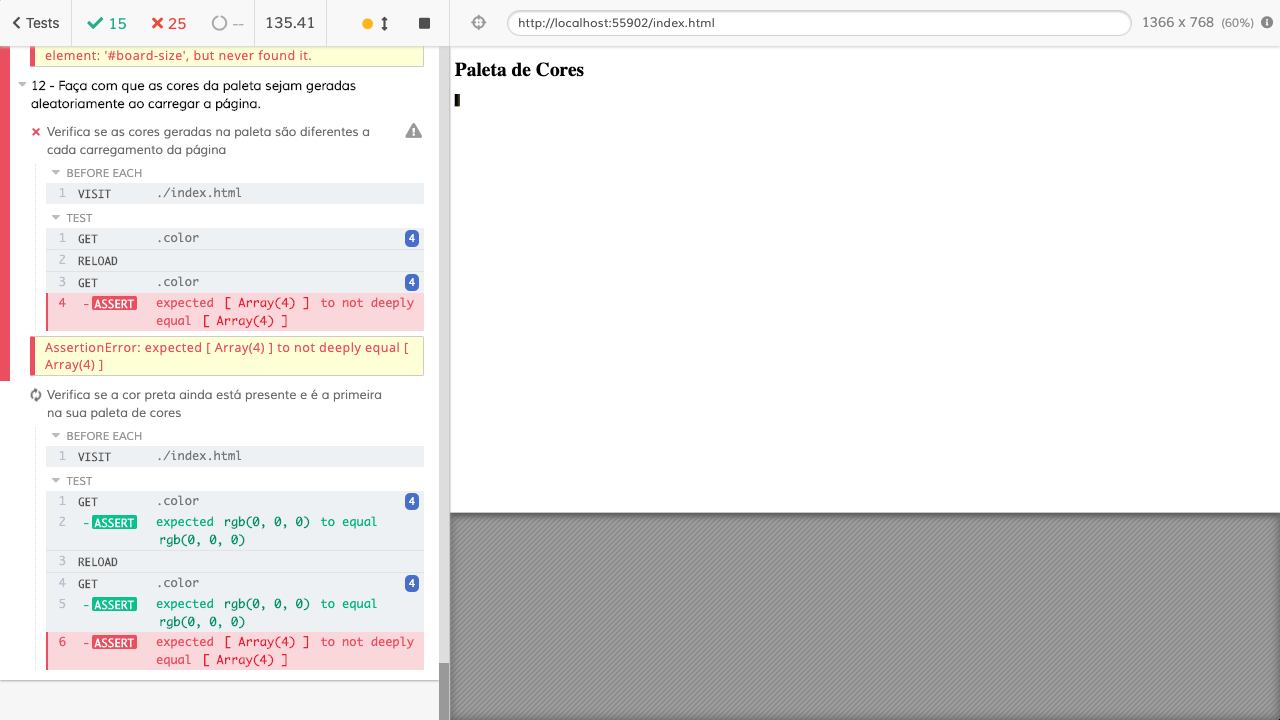 Tests
15
25
--
135.41
http://localhost:55902/index.html
1366 x 768 (60%)
element: '#board-size', but never found it.
12 - Faça com que as cores da paleta sejam geradas
aleatoriamente ao carregar a página.
Verifica se as cores geradas na paleta são diferentes a
cada carregamento da página
BEFORE EACH
1 VISIT ./index.html
TEST
1 GET .color 4
2 RELOAD
3 GET .color 4
4 - ASSERT expected [ Array(4) ] to not deeply
equal [ Array(4) ]
AssertionError: expected [ Array(4) ] to not deeply equal [
Array(4) ]
Verifica se a cor preta ainda está presente e é a primeira
na sua paleta de cores
BEFORE EACH
1 VISIT ./index.html
TEST
1 GET .color 4
2 - ASSERT expected rgb(0, 0, 0) to equal
rgb(0, 0, 0)
3 RELOAD
4 GET .color 4
5 - ASSERT expected rgb(0, 0, 0) to equal
rgb(0, 0, 0)
6 - ASSERT expected [ Array(4) ] to not deeply
equal [ Array(4) ]
Paleta de Cores